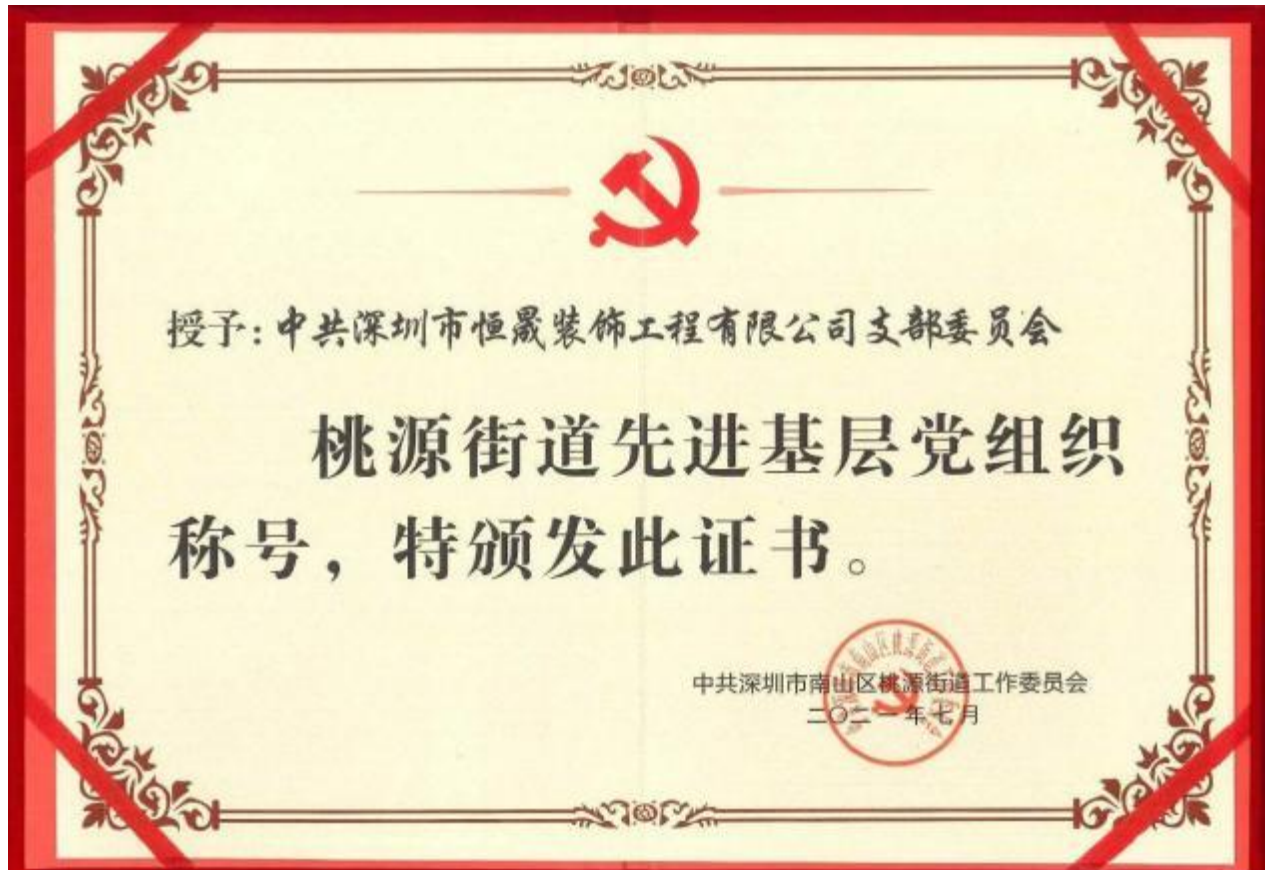 授予：中共深圳市恒晟装饰工程有限公司支部委员会
桃源街道先进基层党组织
称号，特颁发此证书。
中共深圳市南山区桃源街道工作委员会
二〇二一年七月